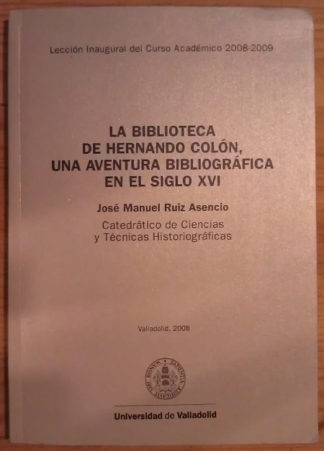 Lección Inaugural del Curso Académico 2008-2009
LA BIBLIOTECA
DE HERNANDO COLÓN,
UNA AVENTURA BIBLIOGRÁFICA
EN EL SIGLO XVI
José Manuel Ruiz Asencio
Catedrático de Ciencias
y Técnicas Historiográficas
Valladolid, 2008
Universidad de Valladolid